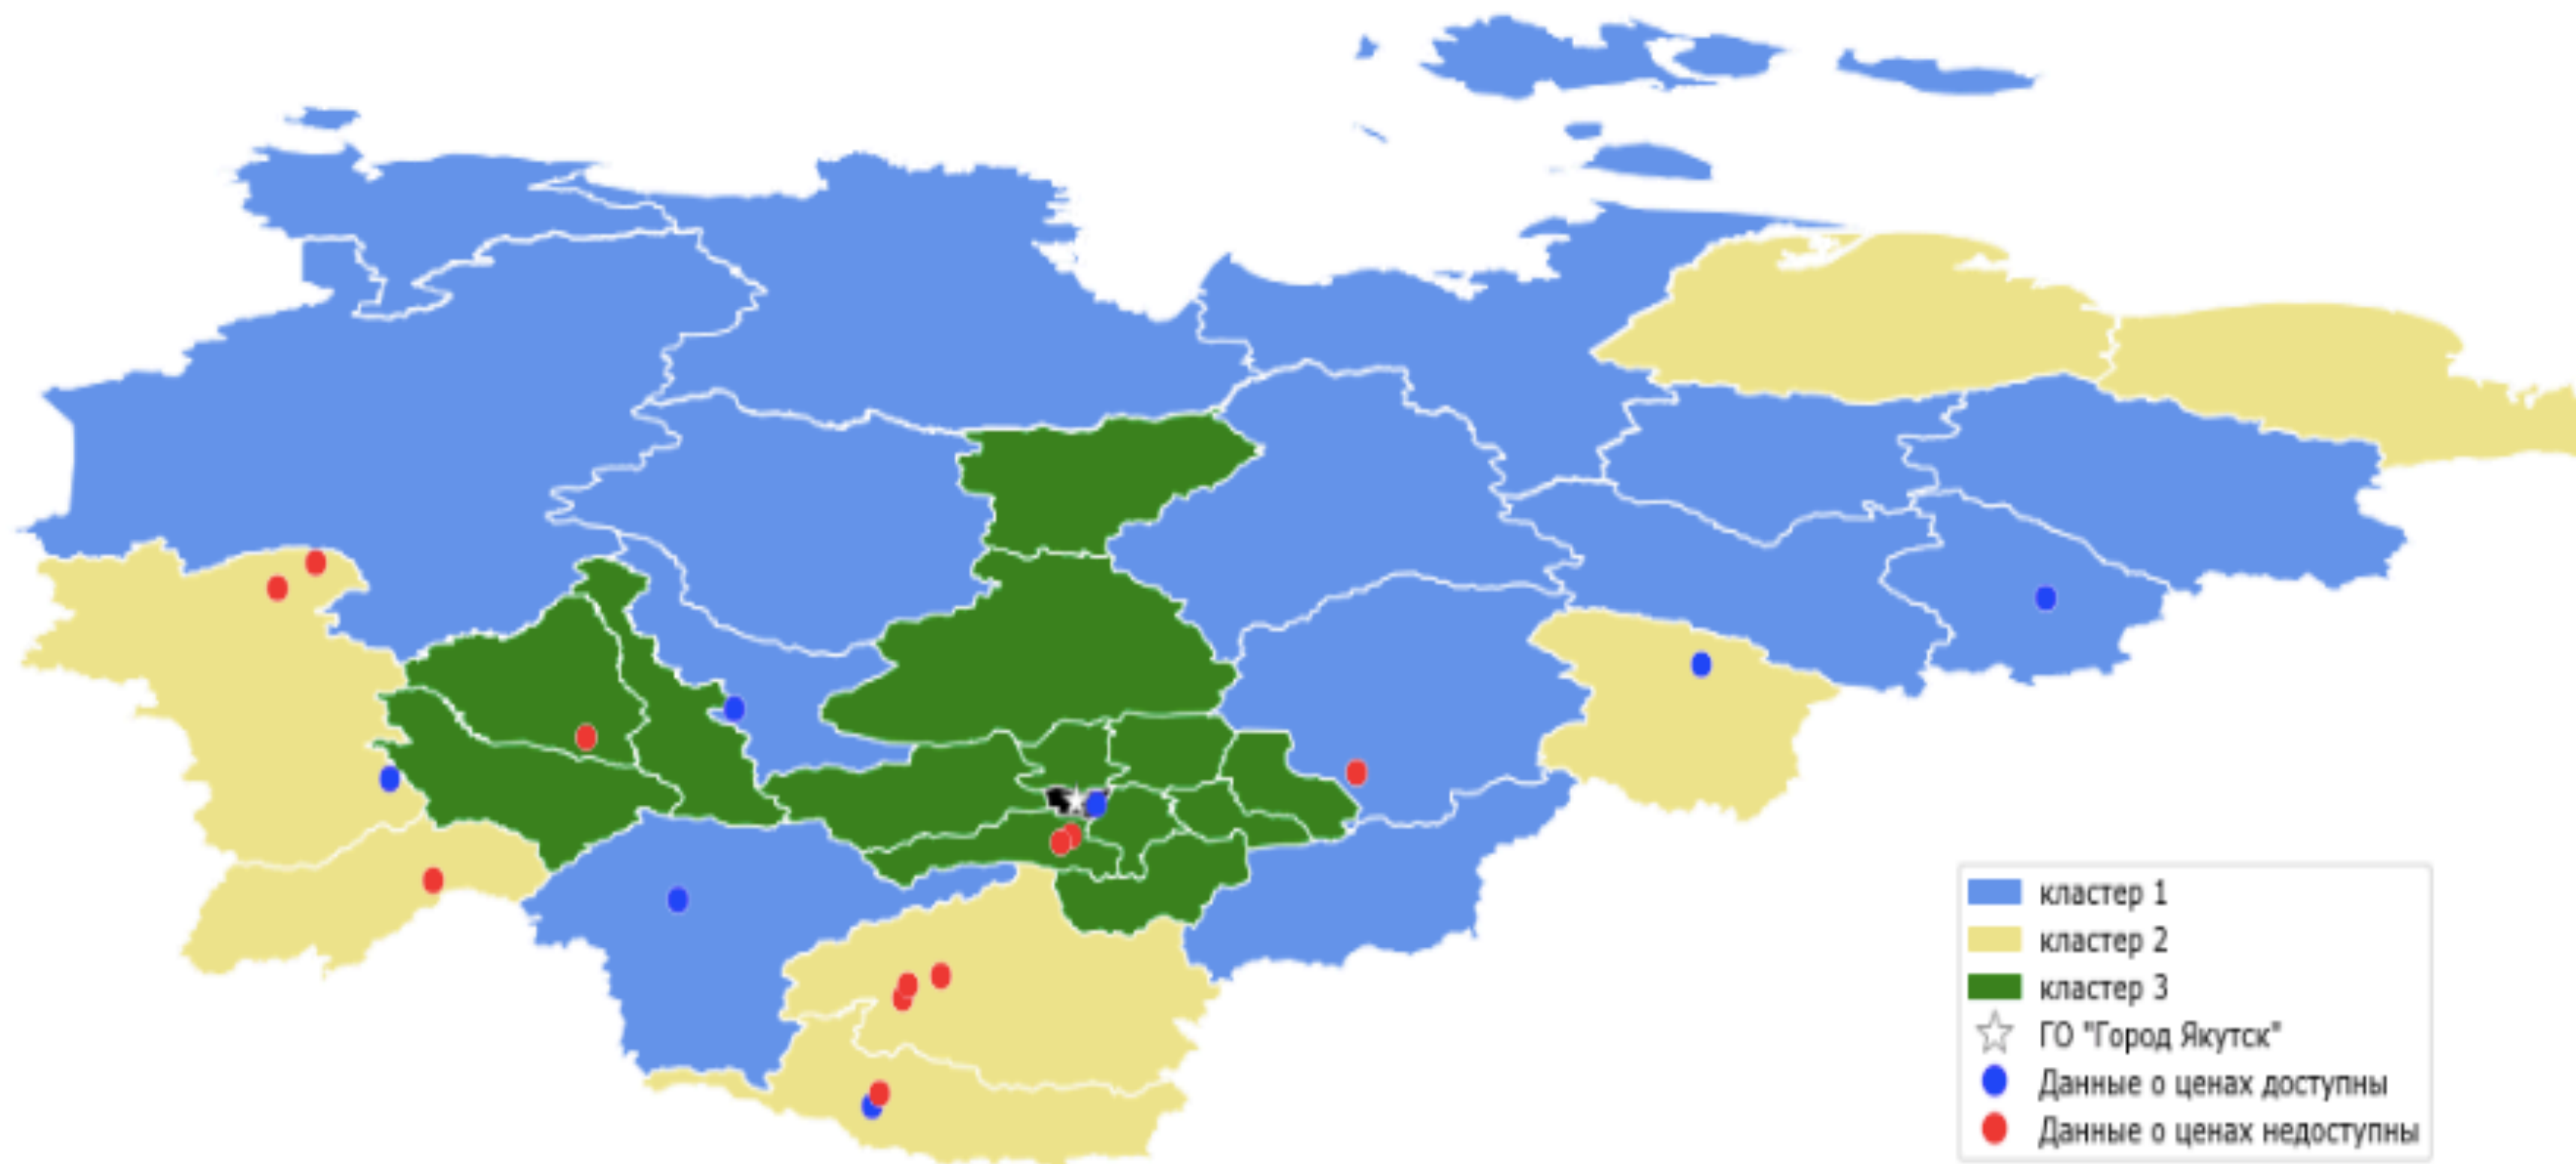 кластер 1
кластер 2
кластер 3
ГО "Город Якутск"
Данные о ценах доступны
Данные о ценах недоступны